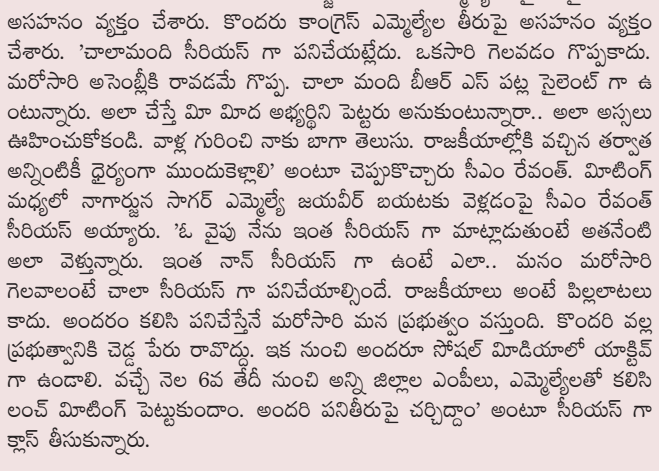 అసహనం వ్యక్తం చేశారు. కొందరు కాంగ్రెస్ ఎమ్మెల్యేల తీరుపై అసహనం వ్యక్తం
చేశారు. 'చాలామంది సీరియస్ గా పనిచేయట్లేదు. ఒకసారి గెలవడం గొప్పకాదు.
మరోసారి అసెంబ్లీకి రావడమే గొప్ప. చాలా మంది బీఆర్ ఎస్ పట్ల సైలెంట్ గా ఉ
ంటున్నారు. అలా చేస్తే మీ మీద అభ్యర్థిని పెట్టరు అనుకుంటున్నారా.. అలా అస్సలు
ఊహించుకోకండి. వాళ్ల గురించి నాకు బాగా తెలుసు. రాజకీయాల్లోకి వచ్చిన తర్వాత
అన్నింటికీ ధైర్యంగా ముందుకెళ్లాలి' అంటూ చెప్పుకొచ్చారు సీఎం రేవంత్. మీటింగ్
మధ్యలో నాగార్జున సాగర్ ఎమ్మెల్యే జయవీర్ బయటకు వెళ్లడంపై సీఎం రేవంత్
సీరియస్ అయ్యారు. 'ఓ వైపు నేను ఇంత సీరియస్ గా మాట్లాడుతుంటే అతనేంటి
అలా వెళ్తున్నారు. ఇంత నాన్ సీరియస్ గా ఉంటే ఎలా.. మనం మరోసారి
గెలవాలంటే చాలా సీరియస్ గా పనిచేయాల్సిందే. రాజకీయాలు అంటే పిల్లలాటలు
కాదు. అందరం కలిసి పనిచేస్తేనే మరోసారి మన ప్రభుత్వం వస్తుంది. కొందరి వల్ల
ప్రభుత్వానికి చెడ్డ పేరు రావొద్దు. ఇక నుంచి అందరూ సోషల్ మీడియాలో యాక్టివ్
గా ఉండాలి. వచ్చే నెల 6వ తేదీ నుంచి అన్ని జిల్లాల ఎంపీలు, ఎమ్మెల్యేలతో కలిసి
లంచ్ మీటింగ్ పెట్టుకుందాం. అందరి పనితీరుపై చర్చిద్దాం' అంటూ సీరియస్ గా
క్లాస్ తీసుకున్నారు.